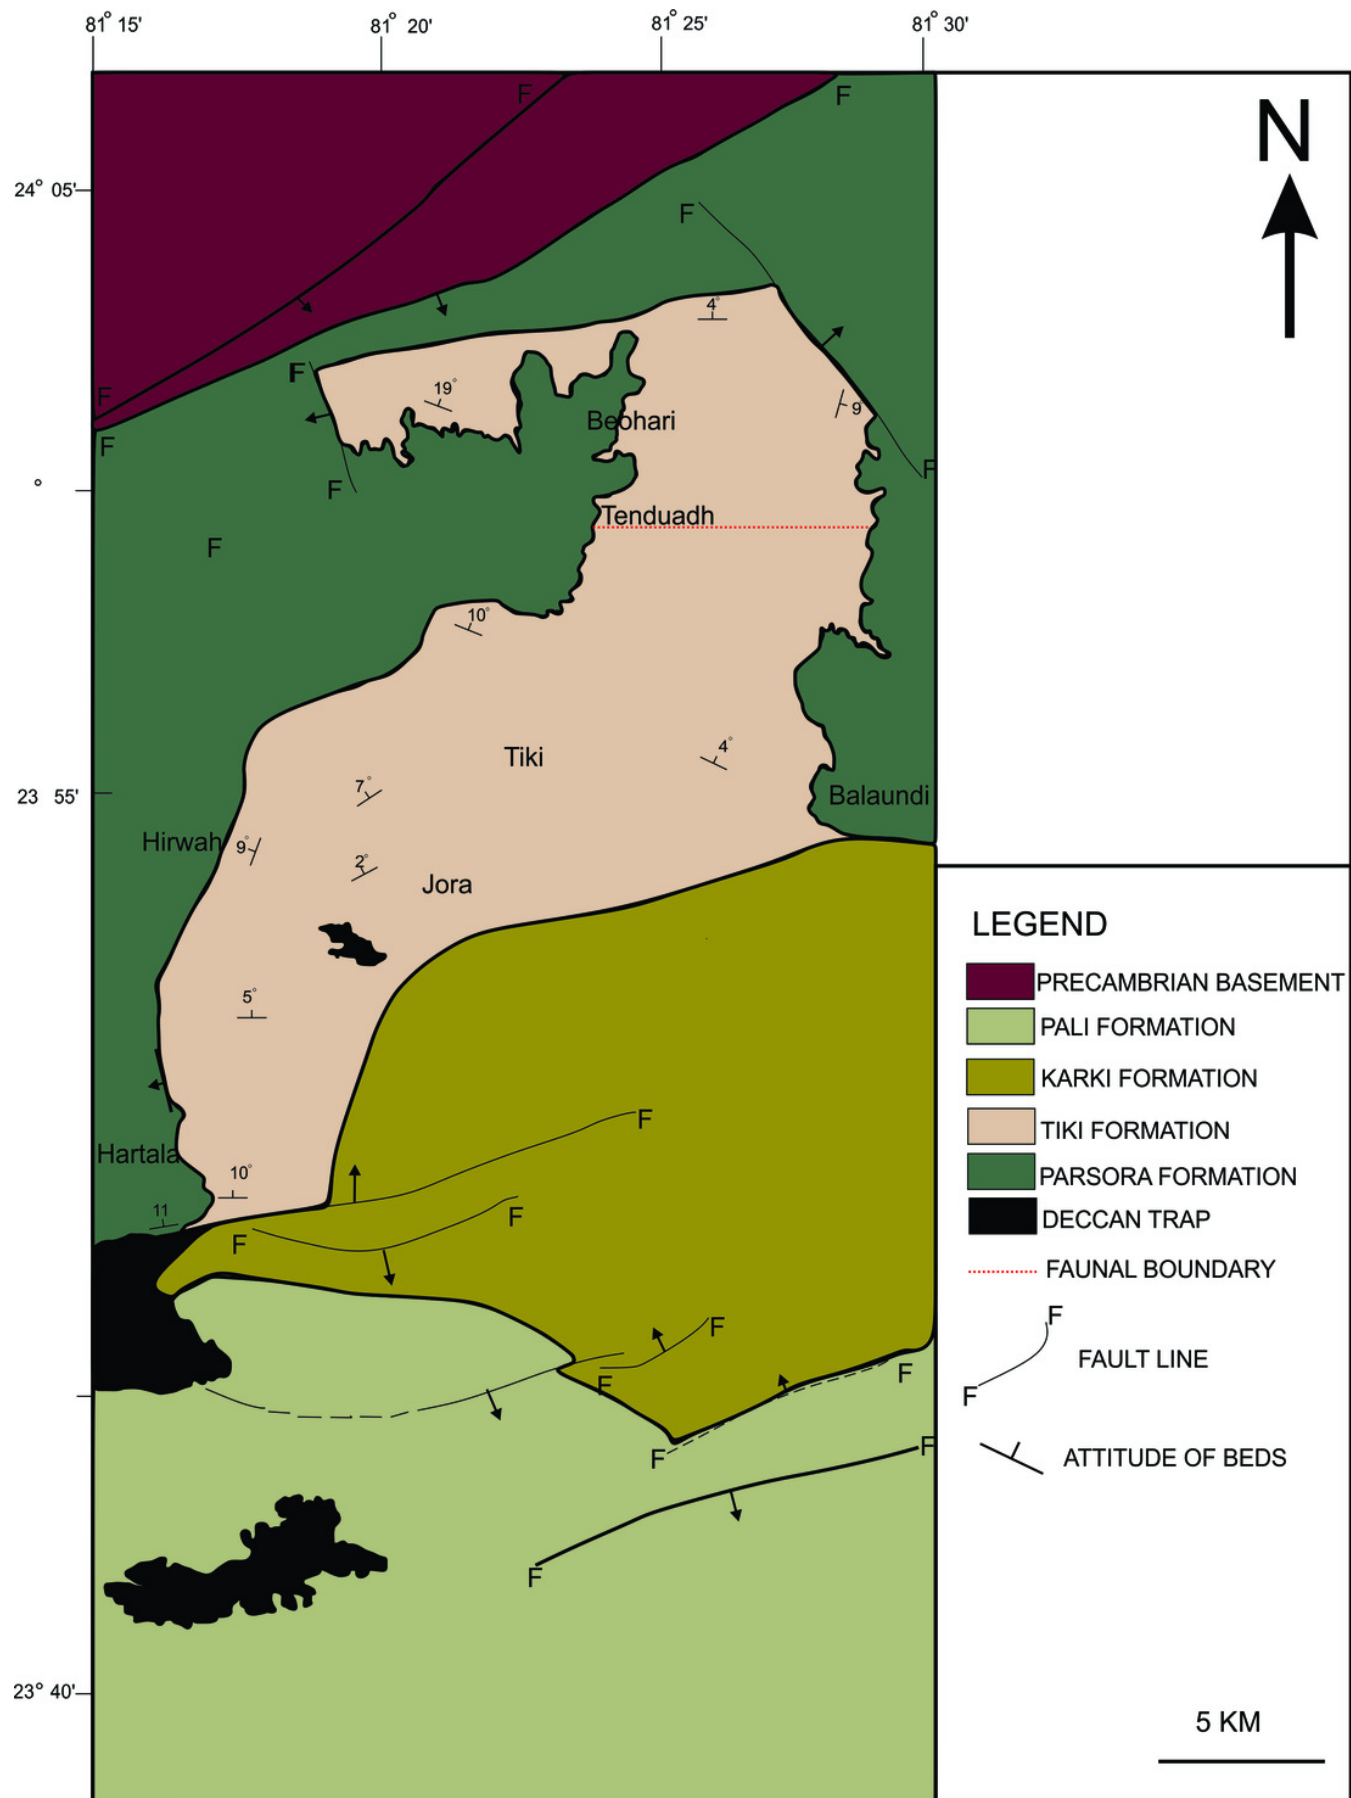 81° 15'
81° 20'
81° 25'
81° 30'
F
F
N
24° 05'
F
4°
F
19°
F
9
Beohari
F
F
F
°
Tenduadh
F
10°
Tiki
4°
7°
23 55'
Balaundi
Hirwah
9°
2°
Jora
LEGEND
PRECAMBRIAN BASEMENT
5°
PALI FORMATION
KARKI FORMATION
F
TIKI FORMATION
Hartala
10°
PARSORA FORMATION
11
F
DECCAN TRAP
F
FAUNAL BOUNDARY
F
F
FAULT LINE
F
F
F
F
F
ATTITUDE OF BEDS
F
F
23° 40'
5 KM